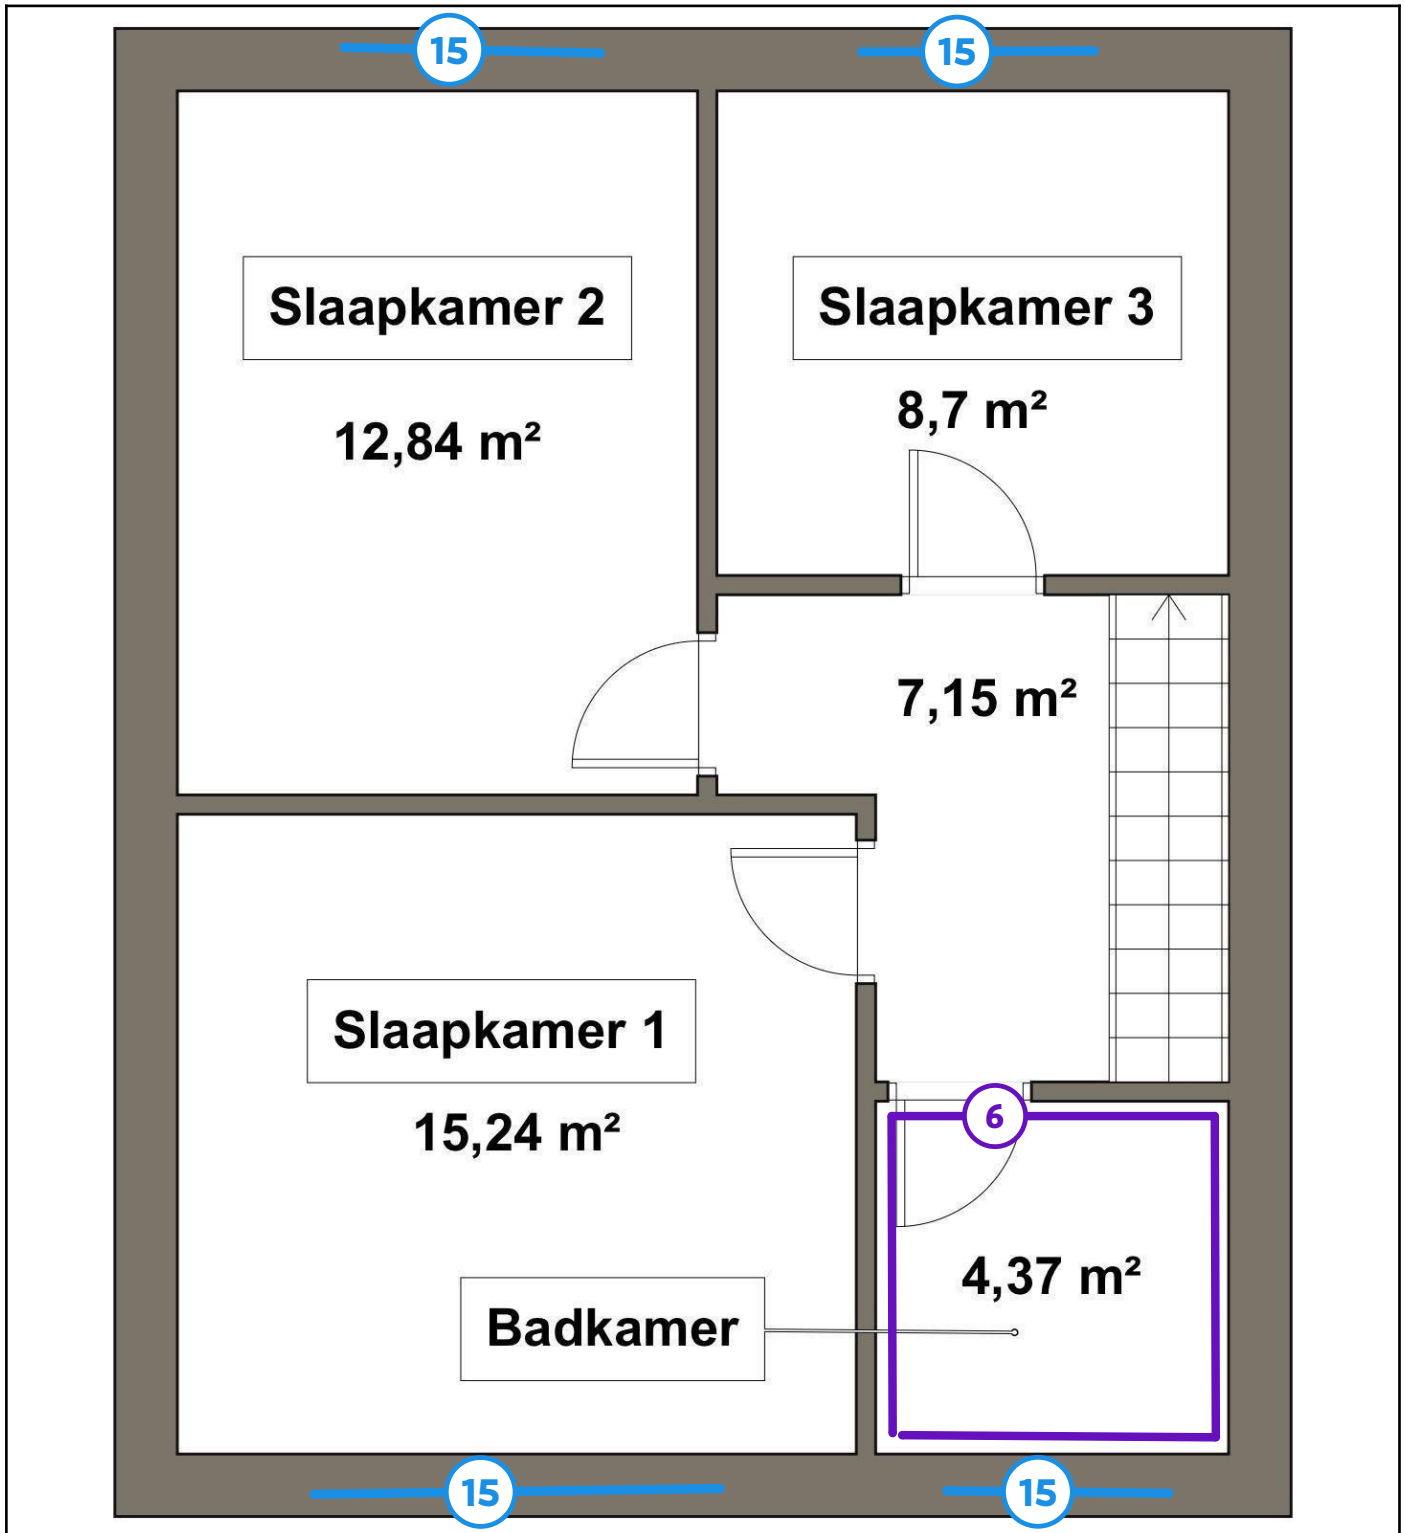 15
15
Slaapkamer 2
Slaapkamer 3
8,7 m²
12,84 m²
7,15 m²
Slaapkamer 1
6
15,24 m²
4,37 m²
Badkamer
15
15